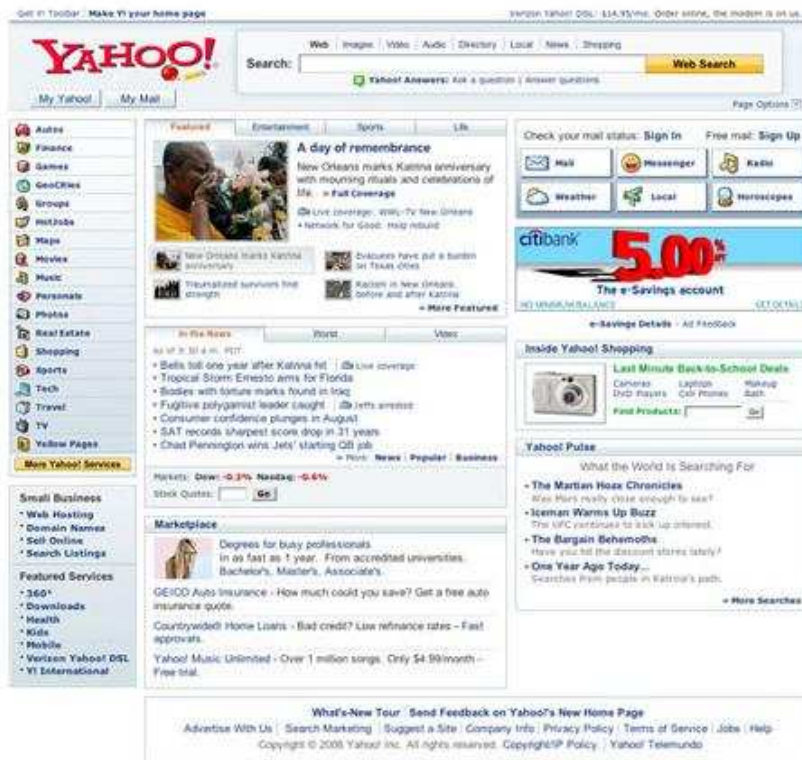 Get Y! Toolbar Make Y! your home page
Verizon Yahoo! DSL: $14.95/mo. Order online, the modem is on us.
YAHOO!
Web Images Video Audio Directory Local News Shopping
Search: Web Search
Yahoo! Answers: Ask a question | Answer questions
My Yahoo! My Mail
Page Options
Autos
Finance
Games
GeoCities
Groups
HotJobs
Maps
Movies
Music
Personals
Photos
Real Estate
Shopping
Sports
Tech
Travel
TV
Yellow Pages
More Yahoo! Services
Small Business
Web Hosting
Domain Names
Sell Online
Search Listings
Featured Services
360°
Downloads
Health
Kids
Mobile
Verizon Yahoo! DSL
Y! International
Featured Entertainment Sports Life
A day of remembrance
New Orleans marks Katrina anniversary
with mourning rituals and celebrations of
life. » Full Coverage
Live coverage: WWL-TV New Orleans
• Network for Good: Help rebuild
New Orleans marks Katrina
anniversary
Evacuees have put a burden
on Texas cities
Traumatized survivors find
strength
Racism in New Orleans
before and after Katrina
» More Featured
In the News World Video
As of 9:30 a.m. PDT
• Bells toll one year after Katrina hit | Live coverage
• Tropical Storm Ernesto aims for Florida
• Bodies with torture marks found in Iraq
• Fugitive polygamist leader caught | Jeffs arrested
• Consumer confidence plunges in August
• SAT records sharpest score drop in 31 years
• Chad Pennington wins Jets' starting QB job
» More: News | Popular | Business
Markets: Dow: -0.3% Nasdaq: -0.6%
Stock Quotes: Go
Marketplace
Degrees for busy professionals
In as fast as 1 year. From accredited universities.
Bachelor's, Master's, Associate's.
GEICO Auto Insurance - How much could you save? Get a free auto
insurance quote.
Countrywide® Home Loans - Bad credit? Low refinance rates – Fast
approvals.
Yahoo! Music Unlimited - Over 1 million songs. Only $4.99/month –
Free trial.
Check your mail status: Sign In Free mail: Sign Up
Mail Messenger Radio
Weather Local Horoscopes
citibank
5.00%
The e-Savings account
NO MINIMUM BALANCE GET DETAILS
e-Savings Details - Ad Feedback
Inside Yahoo! Shopping
Last Minute Back-to-School Deals
Cameras Laptops Makeup
DVD Players Cell Phones Bath
Find Products: Go
Yahoo! Pulse
What the World Is Searching For
• The Martian Hoax Chronicles
Was Mars really close enough to see?
• Iceman Warms Up Buzz
The UFC continues to kick up interest.
• The Bargain Behemoths
Have you hit the discount stores lately?
• One Year Ago Today...
Searches from people in Katrina's path.
» More Searches
What's-New Tour Send Feedback on Yahoo!'s New Home Page
Advertise With Us | Search Marketing | Suggest a Site | Company Info | Privacy Policy | Terms of Service | Jobs | Help
Copyright © 2006 Yahoo! Inc. All rights reserved. Copyright/IP Policy | Yahoo! Telemundo